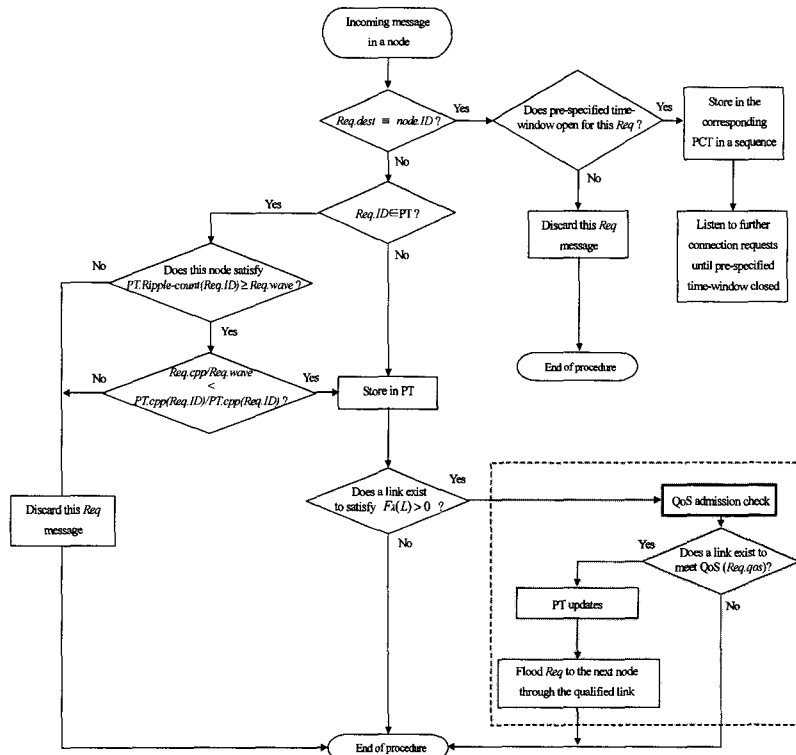 Incoming message
in a node
Req.dest ≡ node.ID ?
Yes
Does pre-specified time-
window open for this Req ?
Yes
Store in the
corresponding
PCT in a sequence
No
No
Yes
Req.ID∈PT ?
Discard this Req
message
Listen to further
connection requests
until pre-specified
time-window closed
No
Does this node satisfy
PT.Ripple-count(Req.ID) ≥ Req.wave ?
No
Yes
End of procedure
No
Req.cpp/Req.wave
<
PT.cpp(Req.ID)/PT.cpp(Req.ID) ?
Yes
Store in PT
Does a link exist
to satisfy Fλ(L) > 0 ?
Yes
QoS admission check
Discard this Req
message
No
Yes
Does a link exist to
meet QoS (Req.qos)?
PT updates
No
Flood Req to the next node
through the qualified link
End of procedure